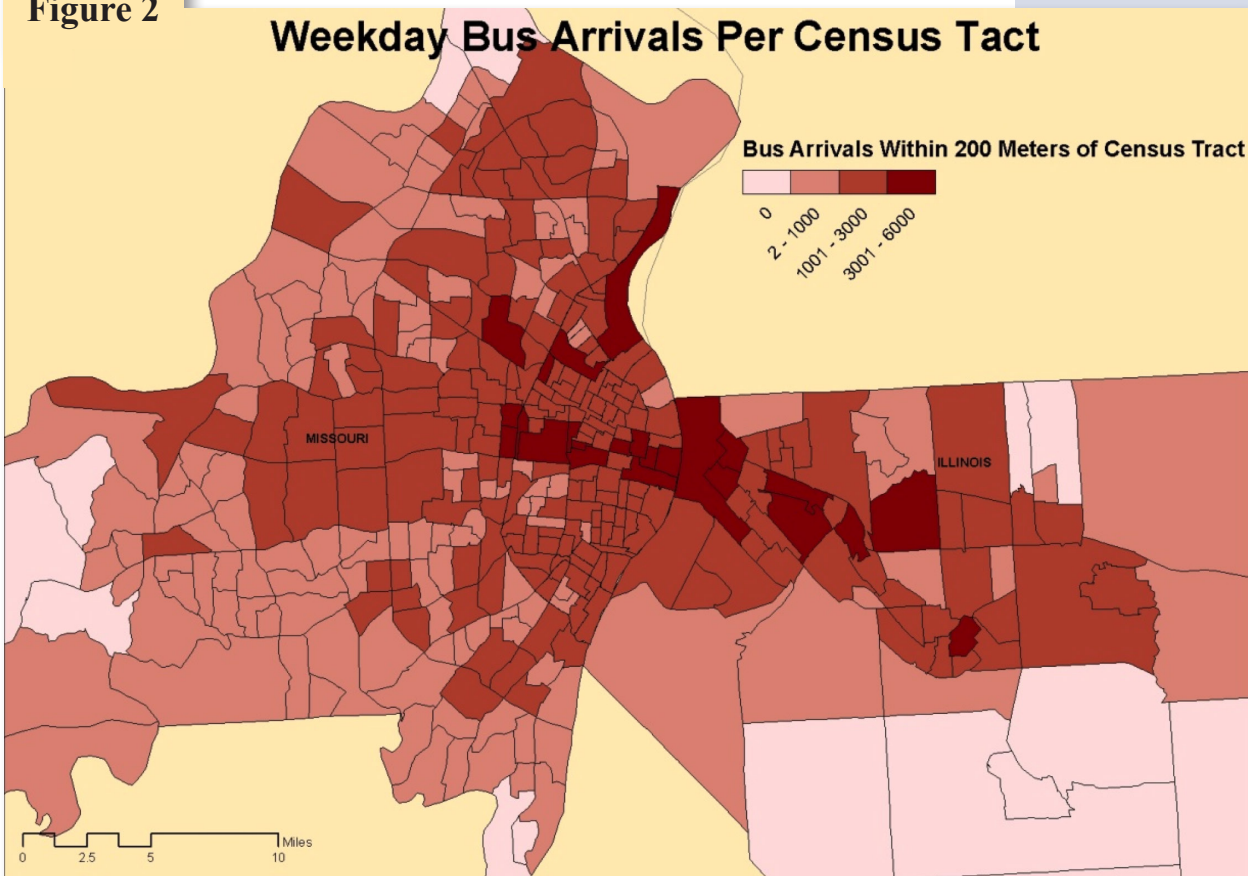 Figure 2
Weekday Bus Arrivals Per Census Tact
Bus Arrivals Within 200 Meters of Census Tract
0
2 - 1000
1001 - 3000
3001 - 6000
MISSOURI
ILLINOIS
Miles
0 2.5 5 10